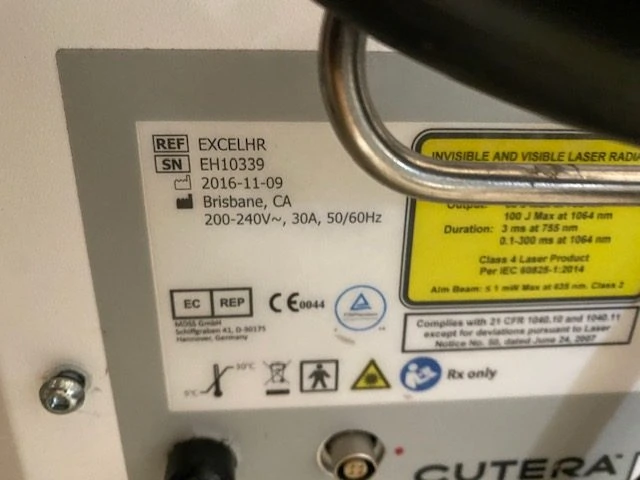 REF EXCELHR
SN EH10339
2016-11-09
Brisbane, CA
200-240V~, 30A, 50/60Hz
INVISIBLE AND VISIBLE LASER RADIA
Output:
100 J Max at 1064 nm
Duration: 3 ms at 755 nm
0.1-300 ms at 1064 nm
Class 4 Laser Product
Per IEC 60825-1:2014
Aim Beam: ≤ 1 mW Max at 635 nm, Class 2
EC REP
CE 0044
MDSS GmbH
Schiffgraben 41, D-30175
Hannover, Germany
Complies with 21 CFR 1040.10 and 1040.11
except for deviations pursuant to Laser
Notice No. 50, dated June 24, 2007
5°C 30°C
Rx only
CUTERA